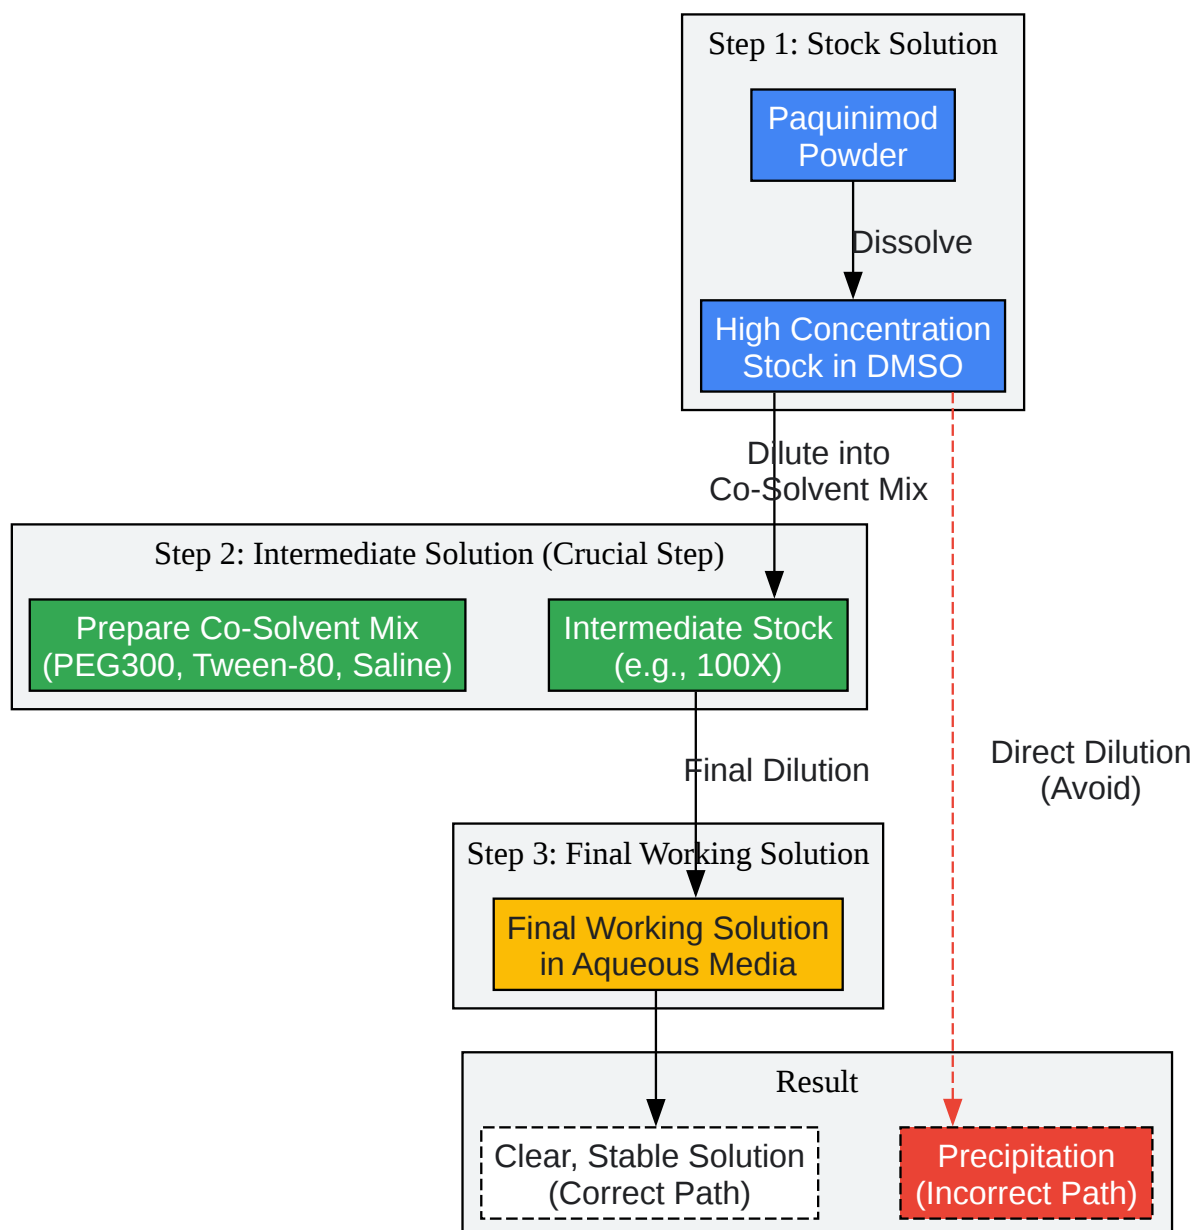 Step 1: Stock Solution
Paquinimod
Powder
Dissolve
High Concentration
Stock in DMSO
Dilute into
Co-Solvent Mix
Step 2: Intermediate Solution (Crucial Step)
Prepare Co-Solvent Mix
(PEG300, Tween-80, Saline)
Intermediate Stock
(e.g., 100X)
Final Dilution
Direct Dilution
(Avoid)
Step 3: Final Working Solution
Final Working Solution
in Aqueous Media
Result
Clear, Stable Solution
(Correct Path)
Precipitation
(Incorrect Path)